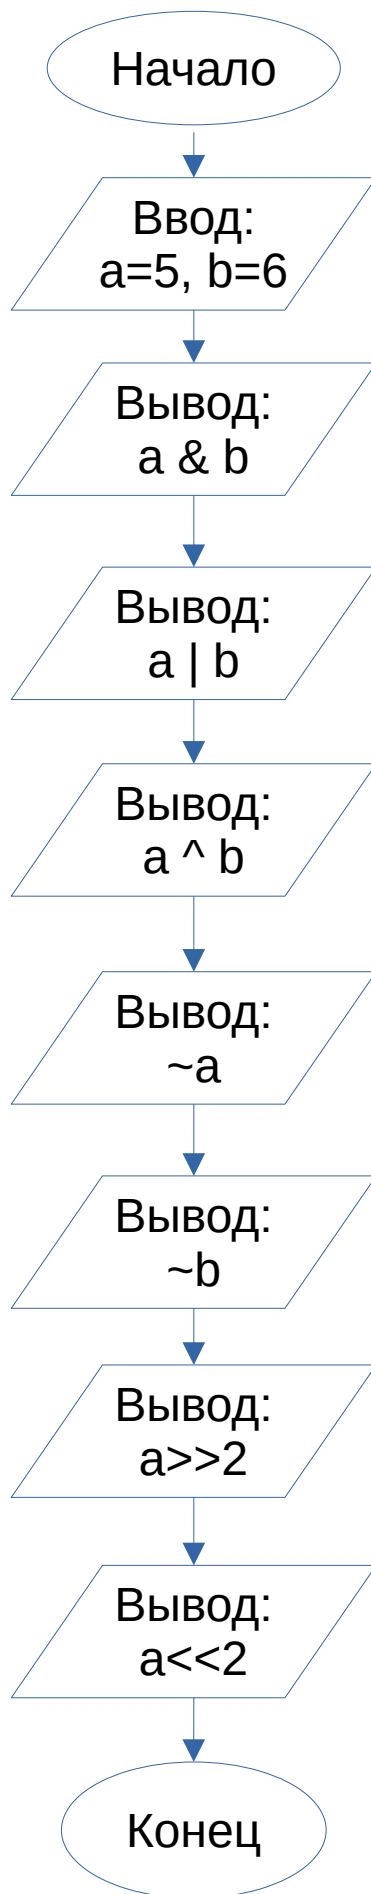 Начало
Ввод:
a=5, b=6
Вывод:
a & b
Вывод:
a | b
Вывод:
a ^ b
Вывод:
~a
Вывод:
~b
Вывод:
a>>2
Вывод:
a<<2
Конец